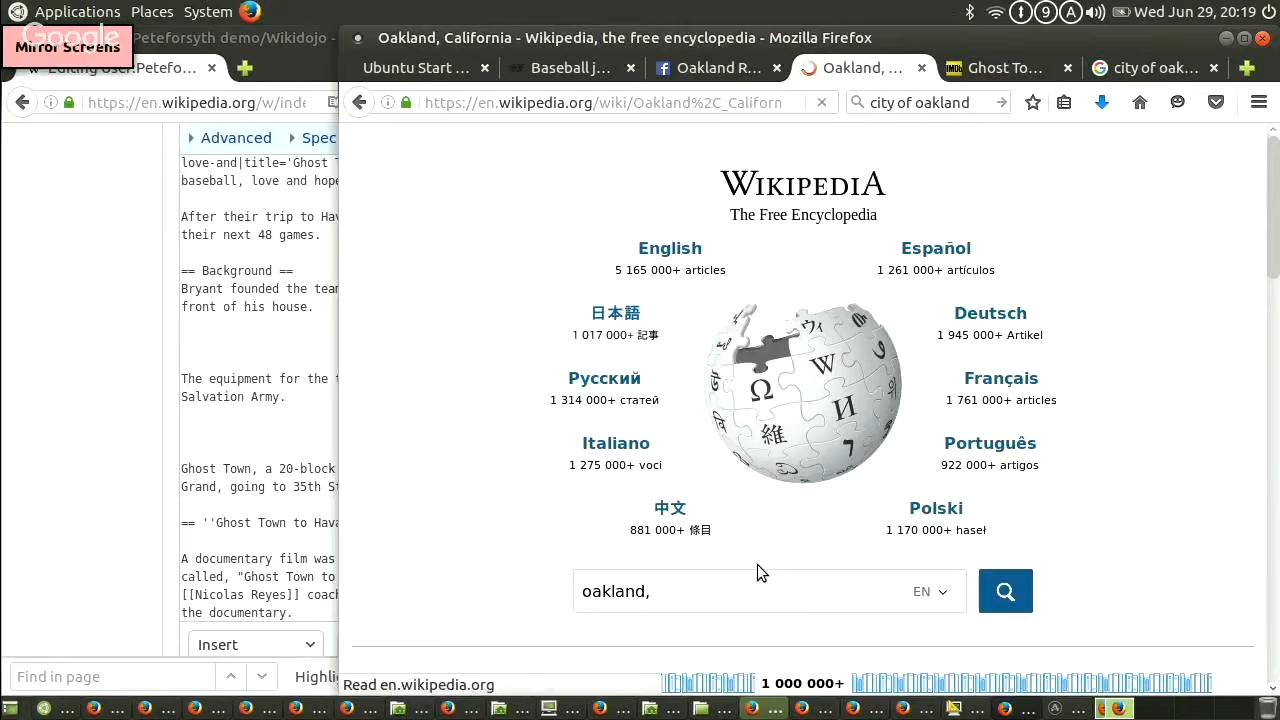 Applications Places System
Wed Jun 29, 20:19
Google
Mirror Screens
Peteforsyth demo/Wikidojo -
Oakland, California - Wikipedia, the free encyclopedia - Mozilla Firefox
Editing User:Petefo...
Ubuntu Start ...
Baseball j...
Oakland R...
Oakland, ...
Ghost To...
city of oak...
https://en.wikipedia.org/w/inde
https://en.wikipedia.org/wiki/Oakland%2C_Californ
city of oakland
Advanced
Spec
love-and|title='Ghost T
baseball, love and hope
After their trip to Hav
their next 48 games.
== Background ==
Bryant founded the team
front of his house.
The equipment for the t
Salvation Army.
Ghost Town, a 20-block
Grand, going to 35th St
== ''Ghost Town to Hava
A documentary film was
called, "Ghost Town to
[[Nicolas Reyes]] coach
the documentary.
Insert
Find in page
Highli
WIKIPEDIA
The Free Encyclopedia
English
5 165 000+ articles
Español
1 261 000+ artículos
日本語
1 017 000+ 記事
Deutsch
1 945 000+ Artikel
Русский
1 314 000+ статей
Français
1 761 000+ articles
Italiano
1 275 000+ voci
Português
922 000+ artigos
中文
881 000+ 條目
Polski
1 170 000+ haseł
Ω
W
И
維
ウィ
oakland,
EN
1 000 000+
Read en.wikipedia.org